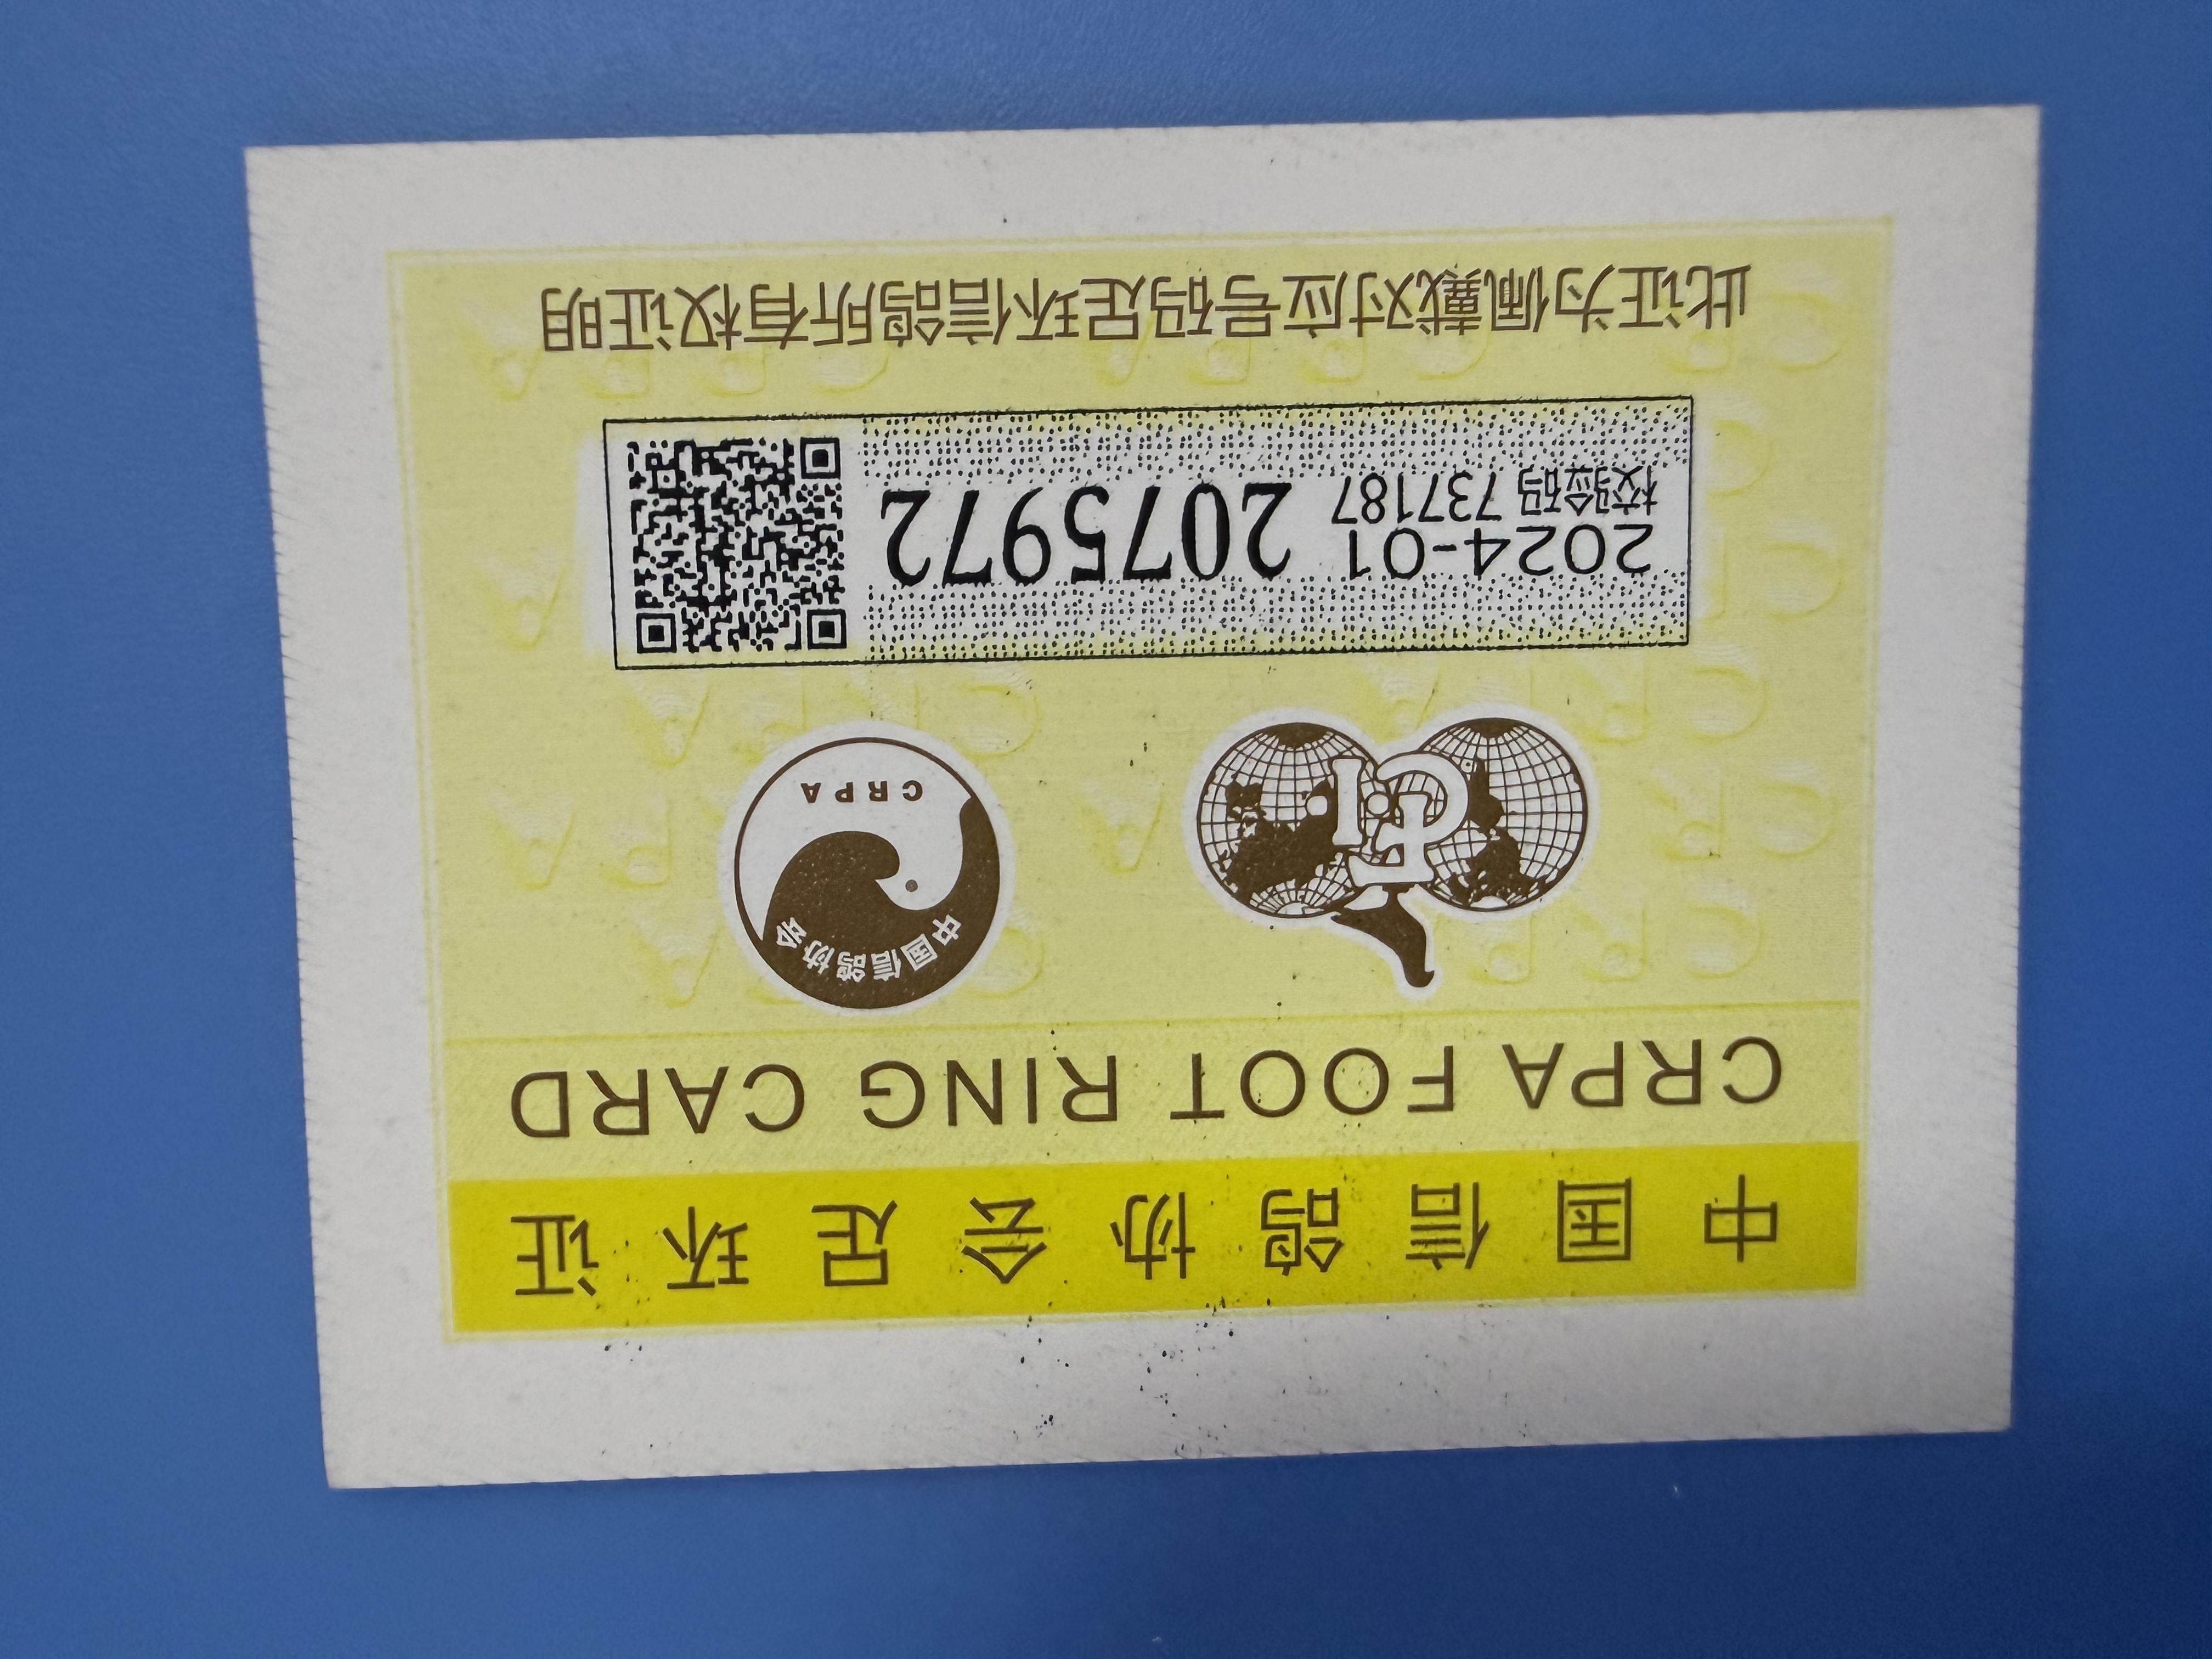 中国信鸽协会足环证
CRPA FOOT RING CARD
FCI
中国信鸽协会
CRPA
2024-01 2075972
校验码 737187
此证为佩戴对应号码足环信鸽所有权证明